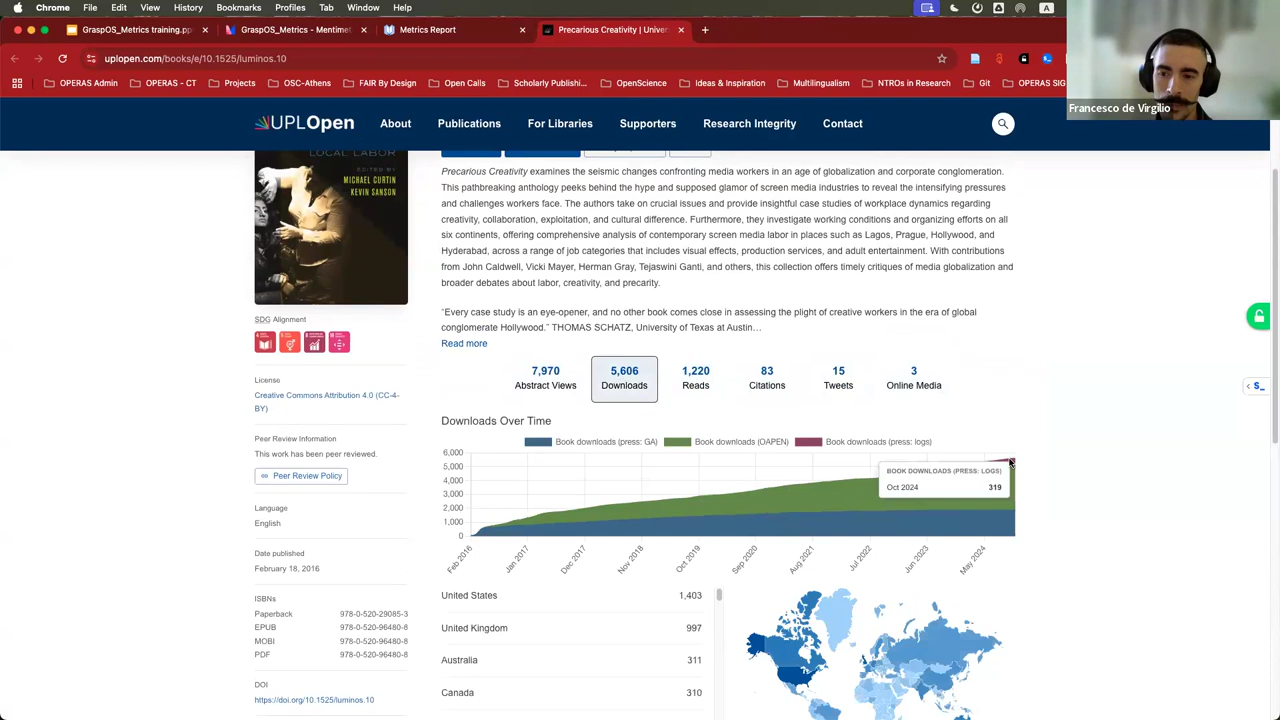 Chrome File Edit View History Bookmarks Profiles Tab Window Help
A
GraspOS_Metrics training.pp
GraspOS_Metrics - Mentimet
Metrics Report
Precarious Creativity | Univer
uplopen.com/books/e/10.1525/luminos.10
OPERAS Admin
OPERAS - CT
Projects
OSC-Athens
FAIR By Design
Open Calls
Scholarly Publishi...
OpenScience
Ideas & Inspiration
Multilingualism
NTROs in Research
Git
OPERAS SIG
Francesco de Virgilio
UPLOpen
About
Publications
For Libraries
Supporters
Research Integrity
Contact
LOCAL LABOR
EDITED BY
MICHAEL CURTIN
KEVIN SANSON
SDG Alignment
License
Creative Commons Attribution 4.0 (CC-4-
BY)
Peer Review Information
This work has been peer reviewed.
Peer Review Policy
Language
English
Date published
February 18, 2016
ISBNs
Paperback 978-0-520-29085-3
EPUB 978-0-520-96480-8
MOBI 978-0-520-96480-8
PDF 978-0-520-96480-8
DOI
https://doi.org/10.1525/luminos.10
Precarious Creativity examines the seismic changes confronting media workers in an age of globalization and corporate conglomeration.
This pathbreaking anthology peeks behind the hype and supposed glamor of screen media industries to reveal the intensifying pressures
and challenges workers face. The authors take on crucial issues and provide insightful case studies of workplace dynamics regarding
creativity, collaboration, exploitation, and cultural difference. Furthermore, they investigate working conditions and organizing efforts on all
six continents, offering comprehensive analysis of contemporary screen media labor in places such as Lagos, Prague, Hollywood, and
Hyderabad, across a range of job categories that includes visual effects, production services, and adult entertainment. With contributions
from John Caldwell, Vicki Mayer, Herman Gray, Tejaswini Ganti, and others, this collection offers timely critiques of media globalization and
broader debates about labor, creativity, and precarity.
“Every case study is an eye-opener, and no other book comes close in assessing the plight of creative workers in the era of global
conglomerate Hollywood.” THOMAS SCHATZ, University of Texas at Austin…
Read more
7,970 5,606 1,220 83 15 3
Abstract Views Downloads Reads Citations Tweets Online Media
Downloads Over Time
Book downloads (press: GA) Book downloads (OAPEN) Book downloads (press: logs)
6,000
5,000
4,000
3,000
2,000
1,000
0
BOOK DOWNLOADS (PRESS: LOGS)
Oct 2024 319
Feb 2016 Jan 2017 Dec 2017 Nov 2018 Oct 2019 Sep 2020 Aug 2021 Jul 2022 Jun 2023 May 2024
United States 1,403
United Kingdom 997
Australia 311
Canada 310
S_